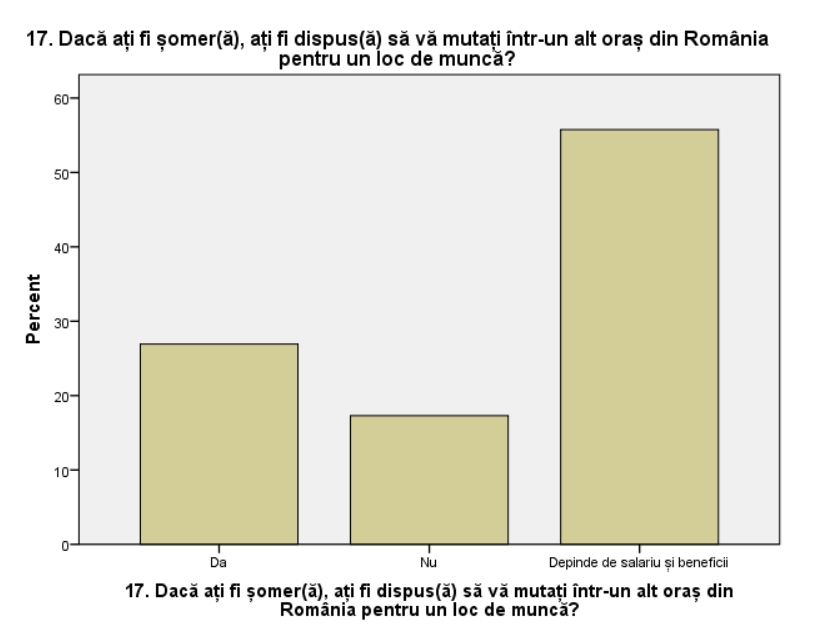 17. Dacă ați fi șomer(ă), ați fi dispus(ă) să vă mutați într-un alt oraș din România
pentru un loc de muncă?
60
50
40
30
20
10
0
Percent
Da
Nu
Depinde de salariu și beneficii
17. Dacă ați fi șomer(ă), ați fi dispus(ă) să vă mutați într-un alt oraș din
România pentru un loc de muncă?